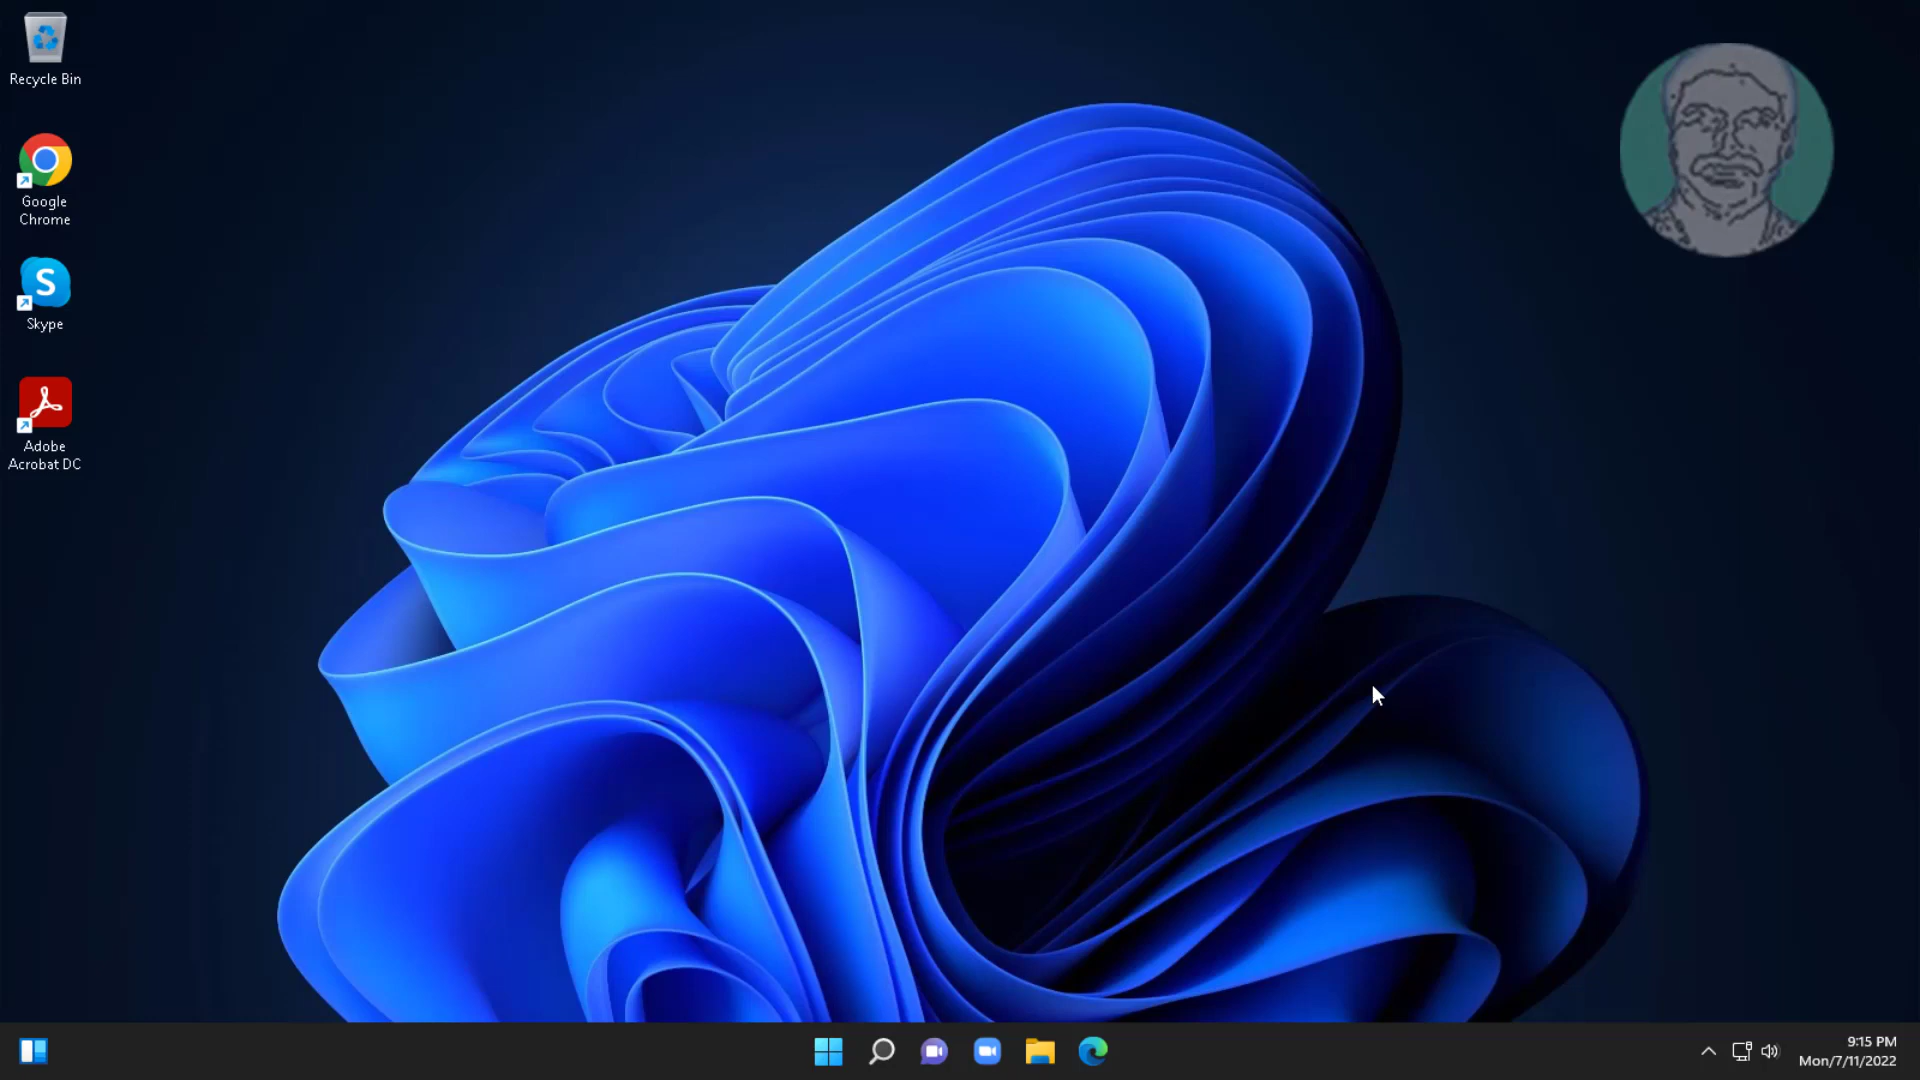 Recycle Bin
Google
Chrome
S
Skype
Adobe
Acrobat DC
9:15 PM
Mon/7/11/2022